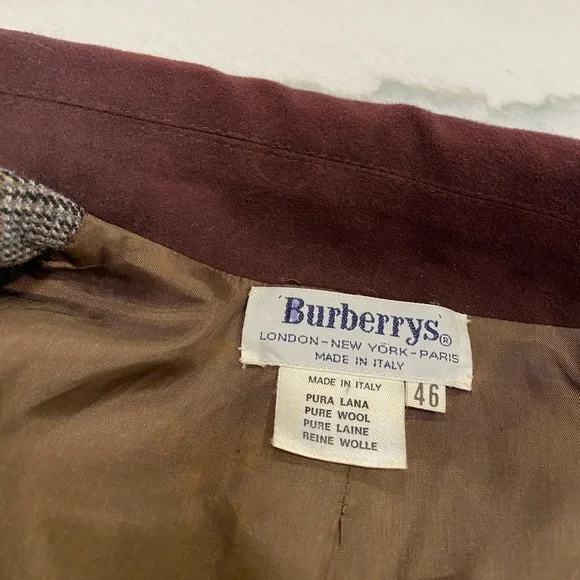 Burberrys®
LONDON-NEW YORK-PARIS
MADE IN ITALY
MADE IN ITALY
PURA LANA
PURE WOOL
PURE LAINE
REINE WOLLE
46